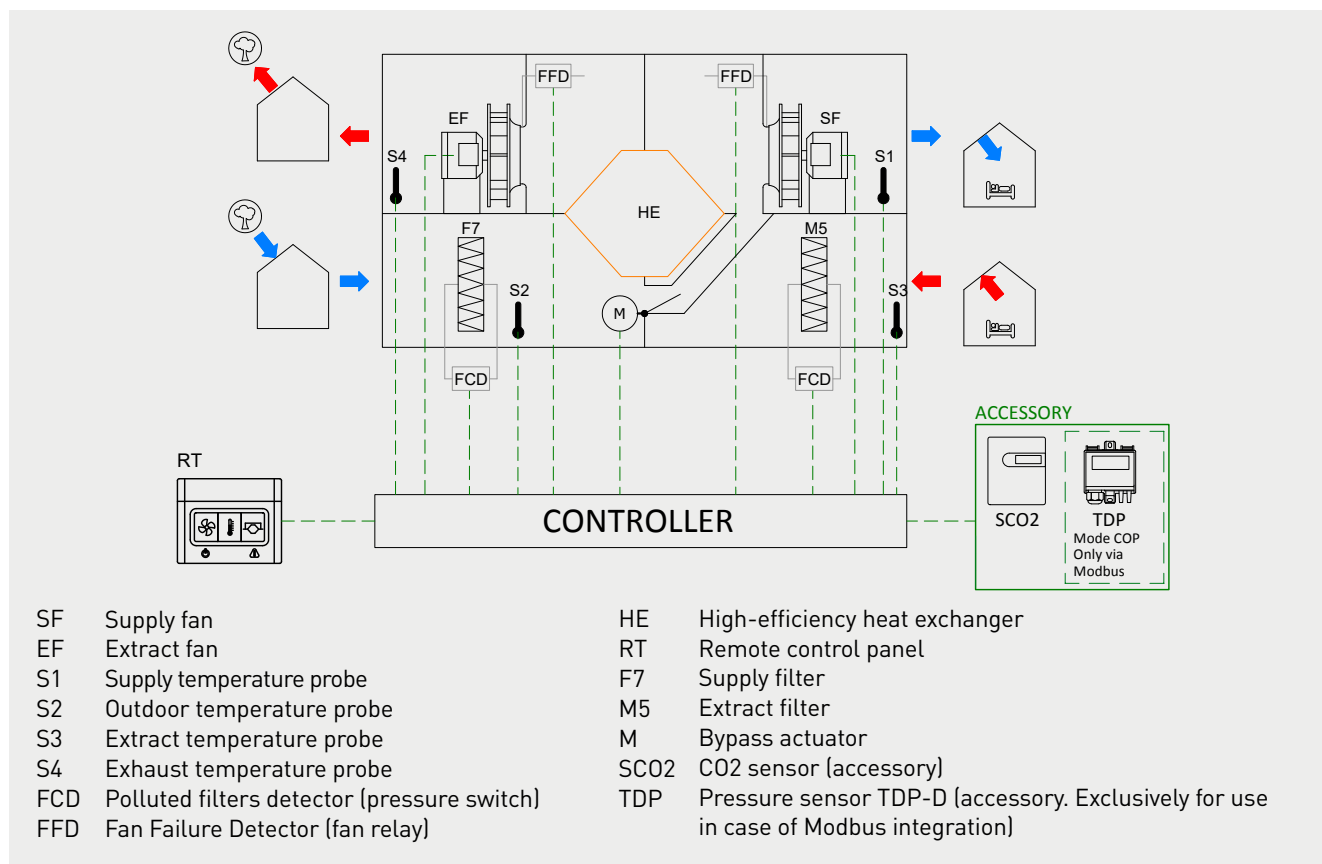 FFD
FFD
EF
SF
S4
S1
HE
F7
M5
S2
S3
M
FCD
FCD
ACCESSORY
RT
CONTROLLER
SCO2
TDP
Mode COP
Only via
Modbus
SF Supply fan
EF Extract fan
S1 Supply temperature probe
S2 Outdoor temperature probe
S3 Extract temperature probe
S4 Exhaust temperature probe
FCD Polluted filters detector (pressure switch)
FFD Fan Failure Detector (fan relay)
HE High-efficiency heat exchanger
RT Remote control panel
F7 Supply filter
M5 Extract filter
M Bypass actuator
SCO2 CO2 sensor (accessory)
TDP Pressure sensor TDP-D (accessory. Exclusively for use
in case of Modbus integration)